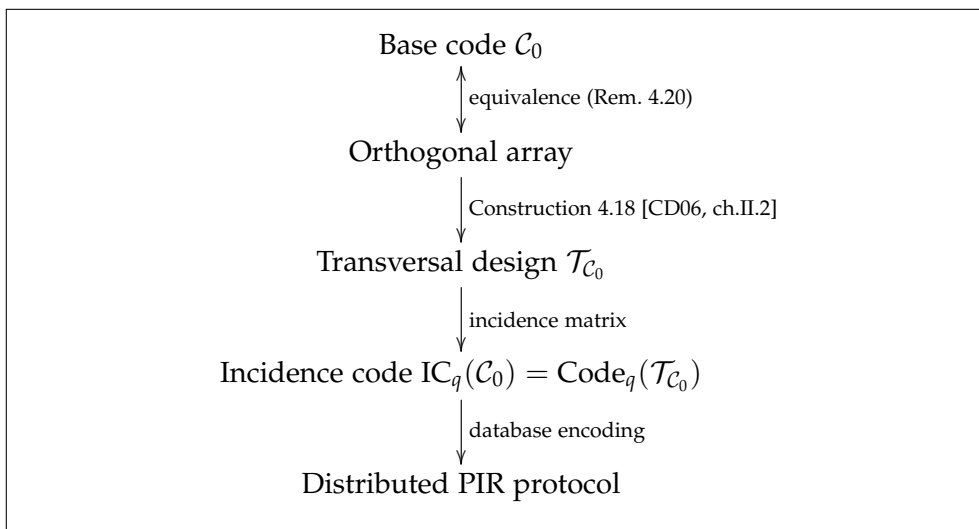 Base code 𝒞₀
equivalence (Rem. 4.20)
Orthogonal array
Construction 4.18 [CD06, ch.II.2]
Transversal design 𝒯_𝒞₀
incidence matrix
Incidence code IC_q(𝒞₀) = Code_q(𝒯_𝒞₀)
database encoding
Distributed PIR protocol